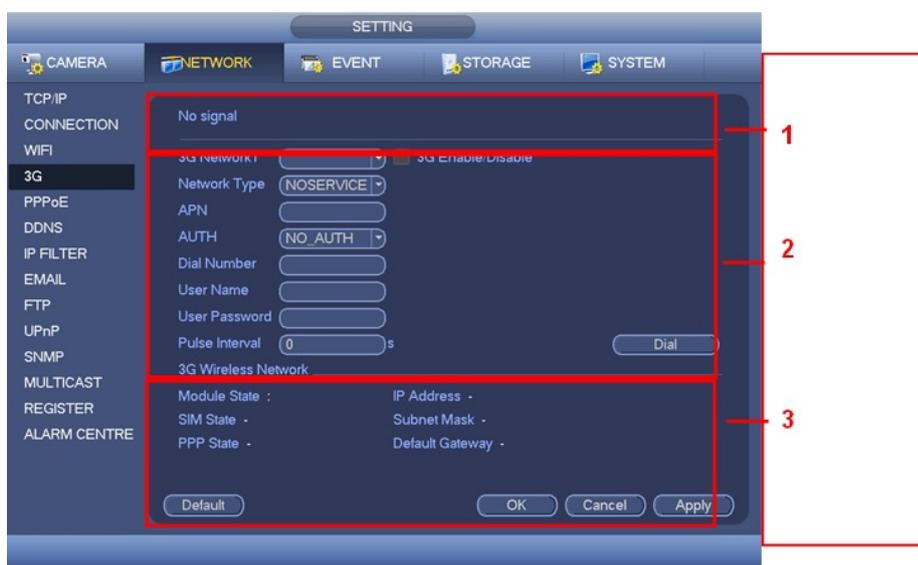 SETTING
CAMERA NETWORK EVENT STORAGE SYSTEM
TCP/IP
CONNECTION
WIFI
3G
PPPoE
DDNS
IP FILTER
EMAIL
FTP
UPnP
SNMP
MULTICAST
REGISTER
ALARM CENTRE
No signal
3G Network1 3G Enable/Disable
Network Type NOSERVICE
APN
AUTH NO_AUTH
Dial Number
User Name
User Password
Pulse Interval 0 s Dial
3G Wireless Network
Module State : IP Address -
SIM State - Subnet Mask -
PPP State - Default Gateway -
Default OK Cancel Apply
1
2
3